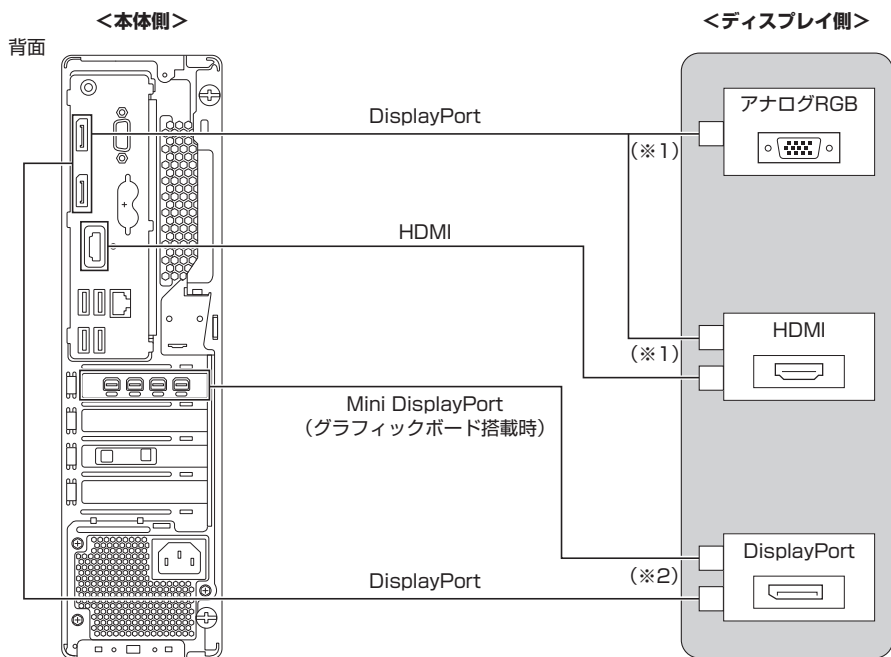 ＜本体側＞
＜ディスプレイ側＞
背面
DisplayPort
アナログRGB
（※1）
HDMI
HDMI
（※1）
Mini DisplayPort
（グラフィックボード搭載時）
DisplayPort
（※2）
DisplayPort